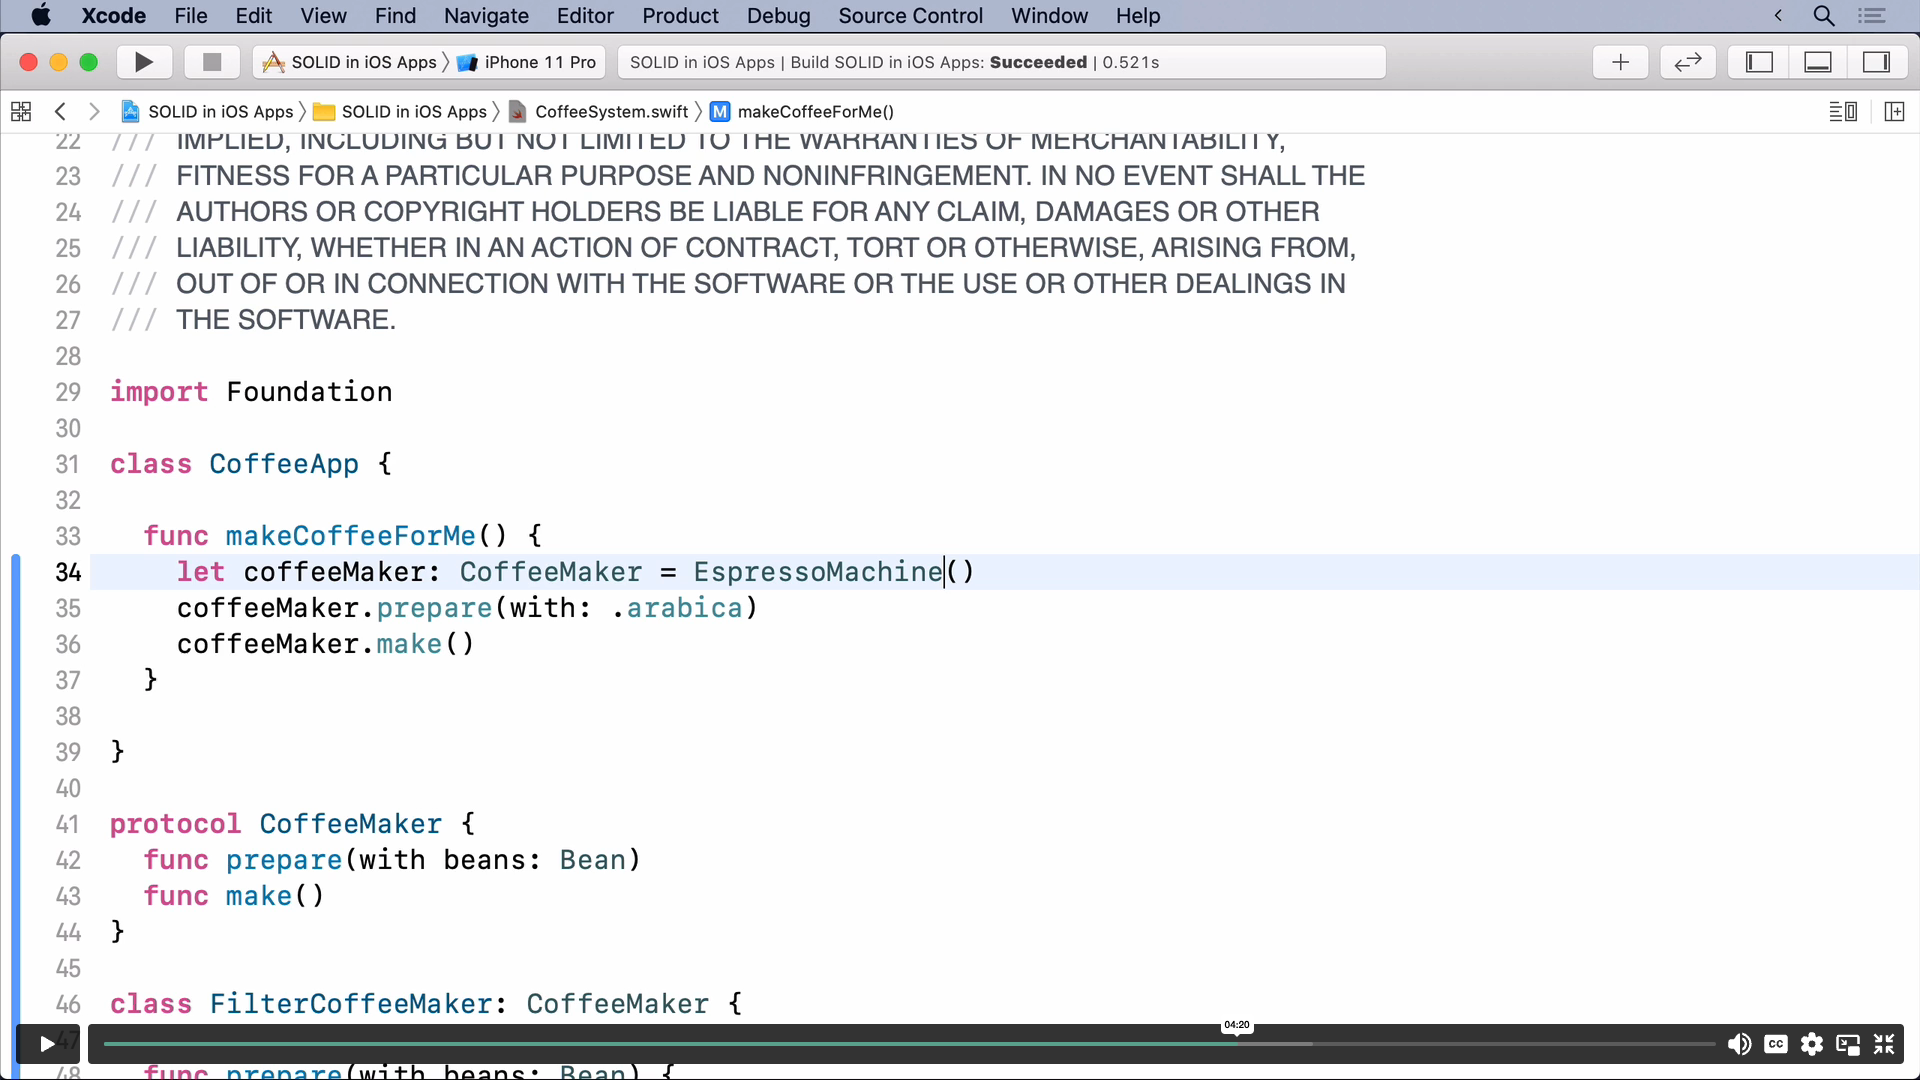 Xcode File Edit View Find Navigate Editor Product Debug Source Control Window Help
SOLID in iOS Apps iPhone 11 Pro SOLID in iOS Apps | Build SOLID in iOS Apps: Succeeded | 0.521s
SOLID in iOS Apps SOLID in iOS Apps CoffeeSystem.swift M makeCoffeeForMe()
22 /// IMPLIED, INCLUDING BUT NOT LIMITED TO THE WARRANTIES OF MERCHANTABILITY,
23 /// FITNESS FOR A PARTICULAR PURPOSE AND NONINFRINGEMENT. IN NO EVENT SHALL THE
24 /// AUTHORS OR COPYRIGHT HOLDERS BE LIABLE FOR ANY CLAIM, DAMAGES OR OTHER
25 /// LIABILITY, WHETHER IN AN ACTION OF CONTRACT, TORT OR OTHERWISE, ARISING FROM,
26 /// OUT OF OR IN CONNECTION WITH THE SOFTWARE OR THE USE OR OTHER DEALINGS IN
27 /// THE SOFTWARE.
28
29 import Foundation
30
31 class CoffeeApp {
32
33 func makeCoffeeForMe() {
34 let coffeeMaker: CoffeeMaker = EspressoMachine()
35 coffeeMaker.prepare(with: .arabica)
36 coffeeMaker.make()
37 }
38
39 }
40
41 protocol CoffeeMaker {
42 func prepare(with beans: Bean)
43 func make()
44 }
45
46 class FilterCoffeeMaker: CoffeeMaker {
04:20
47
CC
48 func prepare(with beans: Bean) {